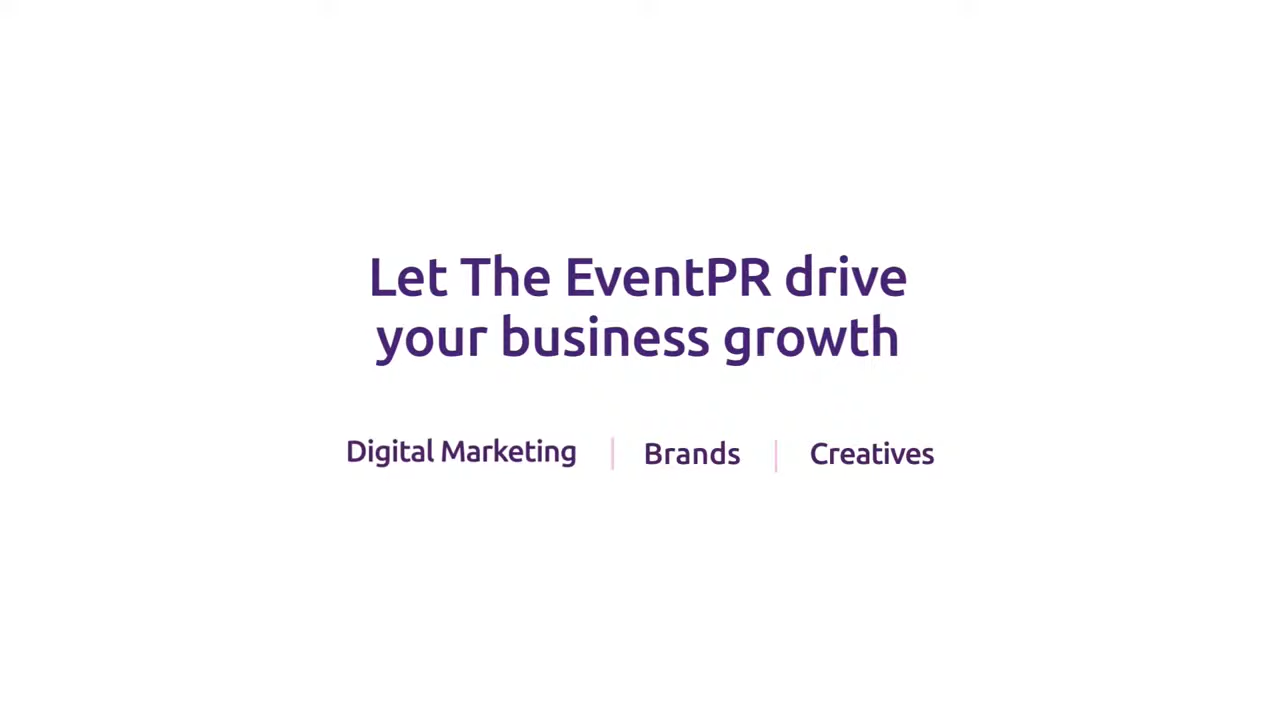 Let The EventPR drive
your business growth
Digital Marketing | Brands | Creatives